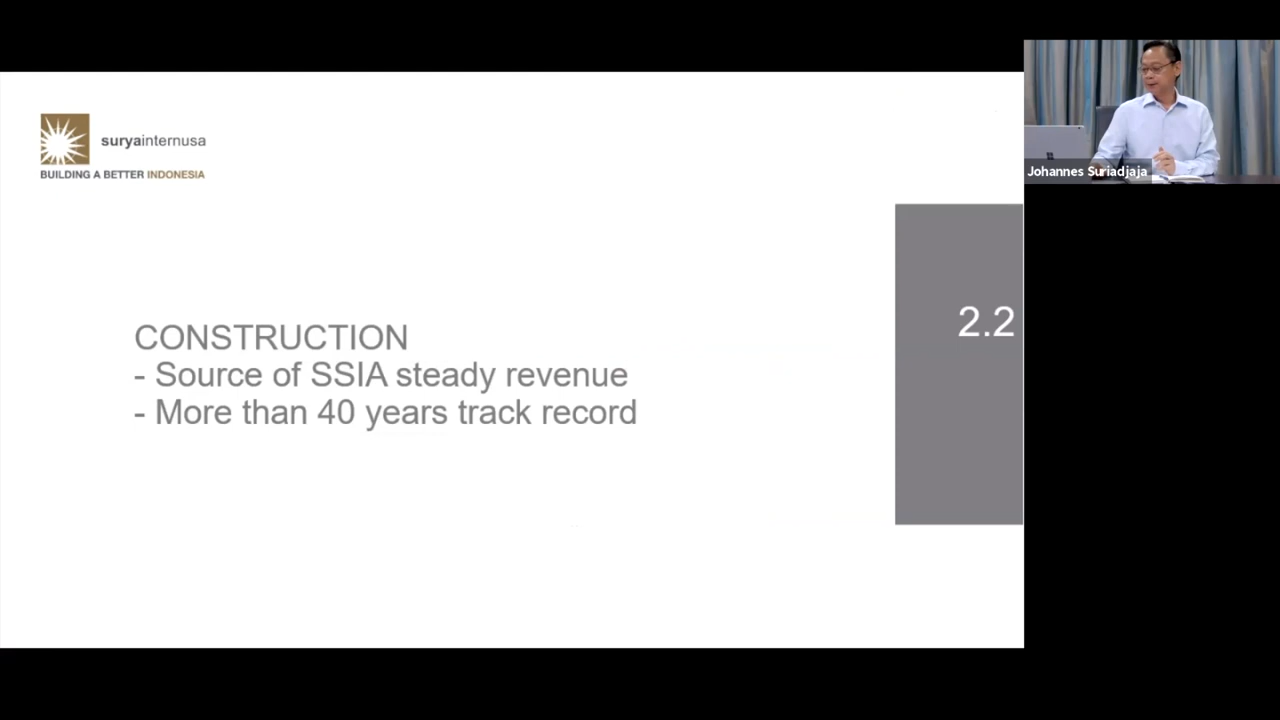 suryainternusa
BUILDING A BETTER INDONESIA
CONSTRUCTION
- Source of SSIA steady revenue
- More than 40 years track record
2.2
Johannes Suriadjaja